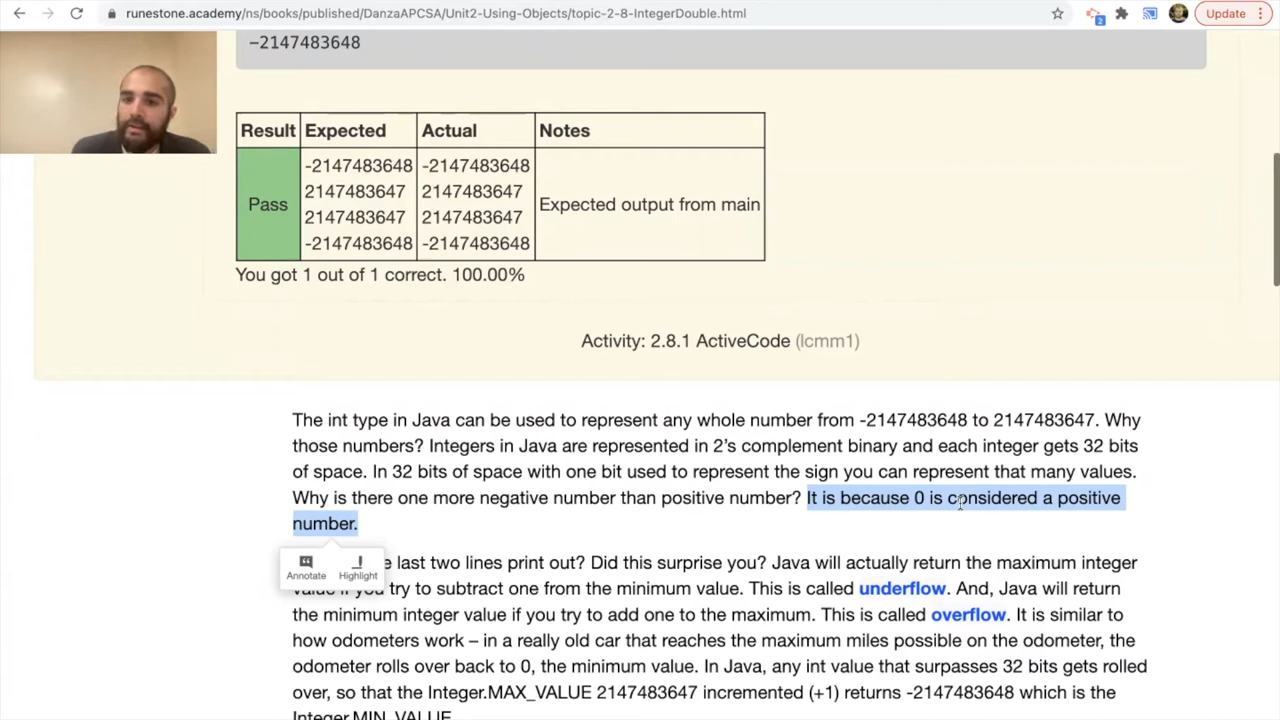 runestone.academy/ns/books/published/DanzaAPCSA/Unit2-Using-Objects/topic-2-8-IntegerDouble.html
2
Update
-2147483648
Result Expected Actual Notes
-2147483648 -2147483648
2147483647 2147483647
Pass Expected output from main
2147483647 2147483647
-2147483648 -2147483648
You got 1 out of 1 correct. 100.00%
Activity: 2.8.1 ActiveCode (lcmm1)
The int type in Java can be used to represent any whole number from -2147483648 to 2147483647. Why
those numbers? Integers in Java are represented in 2's complement binary and each integer gets 32 bits
of space. In 32 bits of space with one bit used to represent the sign you can represent that many values.
Why is there one more negative number than positive number? It is because 0 is considered a positive
number.
Annotate Highlight
e last two lines print out? Did this surprise you? Java will actually return the maximum integer
value if you try to subtract one from the minimum value. This is called underflow. And, Java will return
the minimum integer value if you try to add one to the maximum. This is called overflow. It is similar to
how odometers work – in a really old car that reaches the maximum miles possible on the odometer, the
odometer rolls over back to 0, the minimum value. In Java, any int value that surpasses 32 bits gets rolled
over, so that the Integer.MAX_VALUE 2147483647 incremented (+1) returns -2147483648 which is the
Integer.MIN_VALUE.